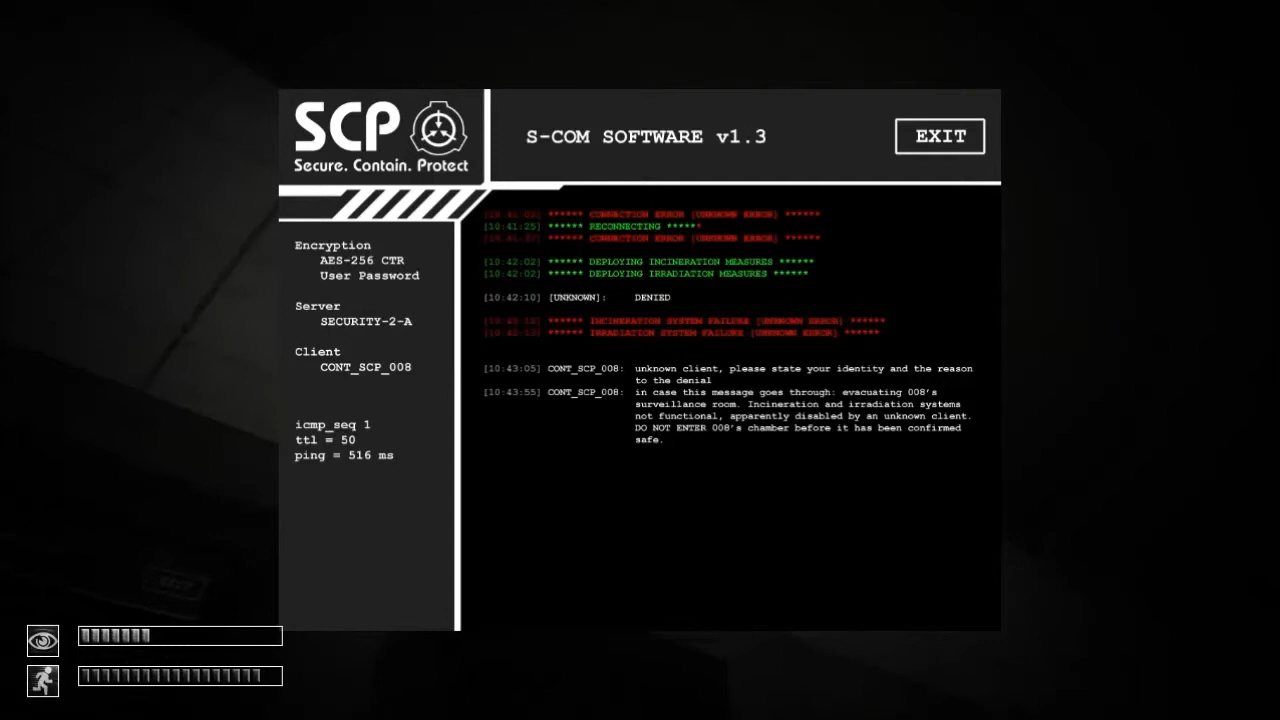 SCP
Secure. Contain. Protect
S-COM SOFTWARE v1.3
EXIT
Encryption
AES-256 CTR
User Password
Server
SECURITY-2-A
Client
CONT_SCP_008
icmp_seq 1
ttl = 50
ping = 516 ms
****** CONNECTION ERROR [UNKNOWN ERROR] ******
[10:41:25] ****** RECONNECTING ******
****** CONNECTION ERROR [UNKNOWN ERROR] ******
[10:42:02] ****** DEPLOYING INCINERATION MEASURES ******
[10:42:02] ****** DEPLOYING IRRADIATION MEASURES ******
[10:42:10] [UNKNOWN]: DENIED
****** INCINERATION SYSTEM FAILURE [UNKNOWN ERROR] ******
****** IRRADIATION SYSTEM FAILURE [UNKNOWN ERROR] ******
[10:43:05] CONT_SCP_008: unknown client, please state your identity and the reason
to the denial
[10:43:55] CONT_SCP_008: in case this message goes through: evacuating 008's
surveillance room. Incineration and irradiation systems
not functional, apparently disabled by an unknown client.
DO NOT ENTER 008's chamber before it has been confirmed
safe.